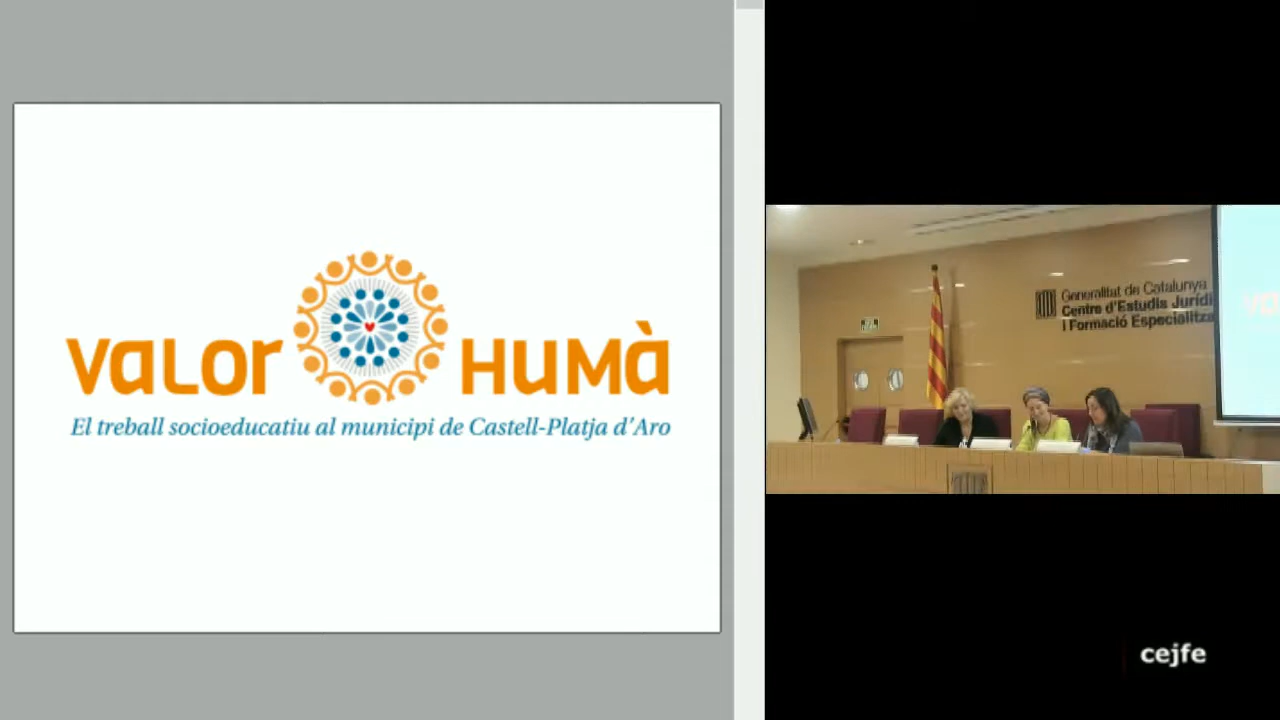 VALOR HUMÀ
El treball socioeducatiu al municipi de Castell-Platja d'Aro
Generalitat de Catalunya
Centre d'Estudis Jurídi
i Formació Especialitza
cejfe